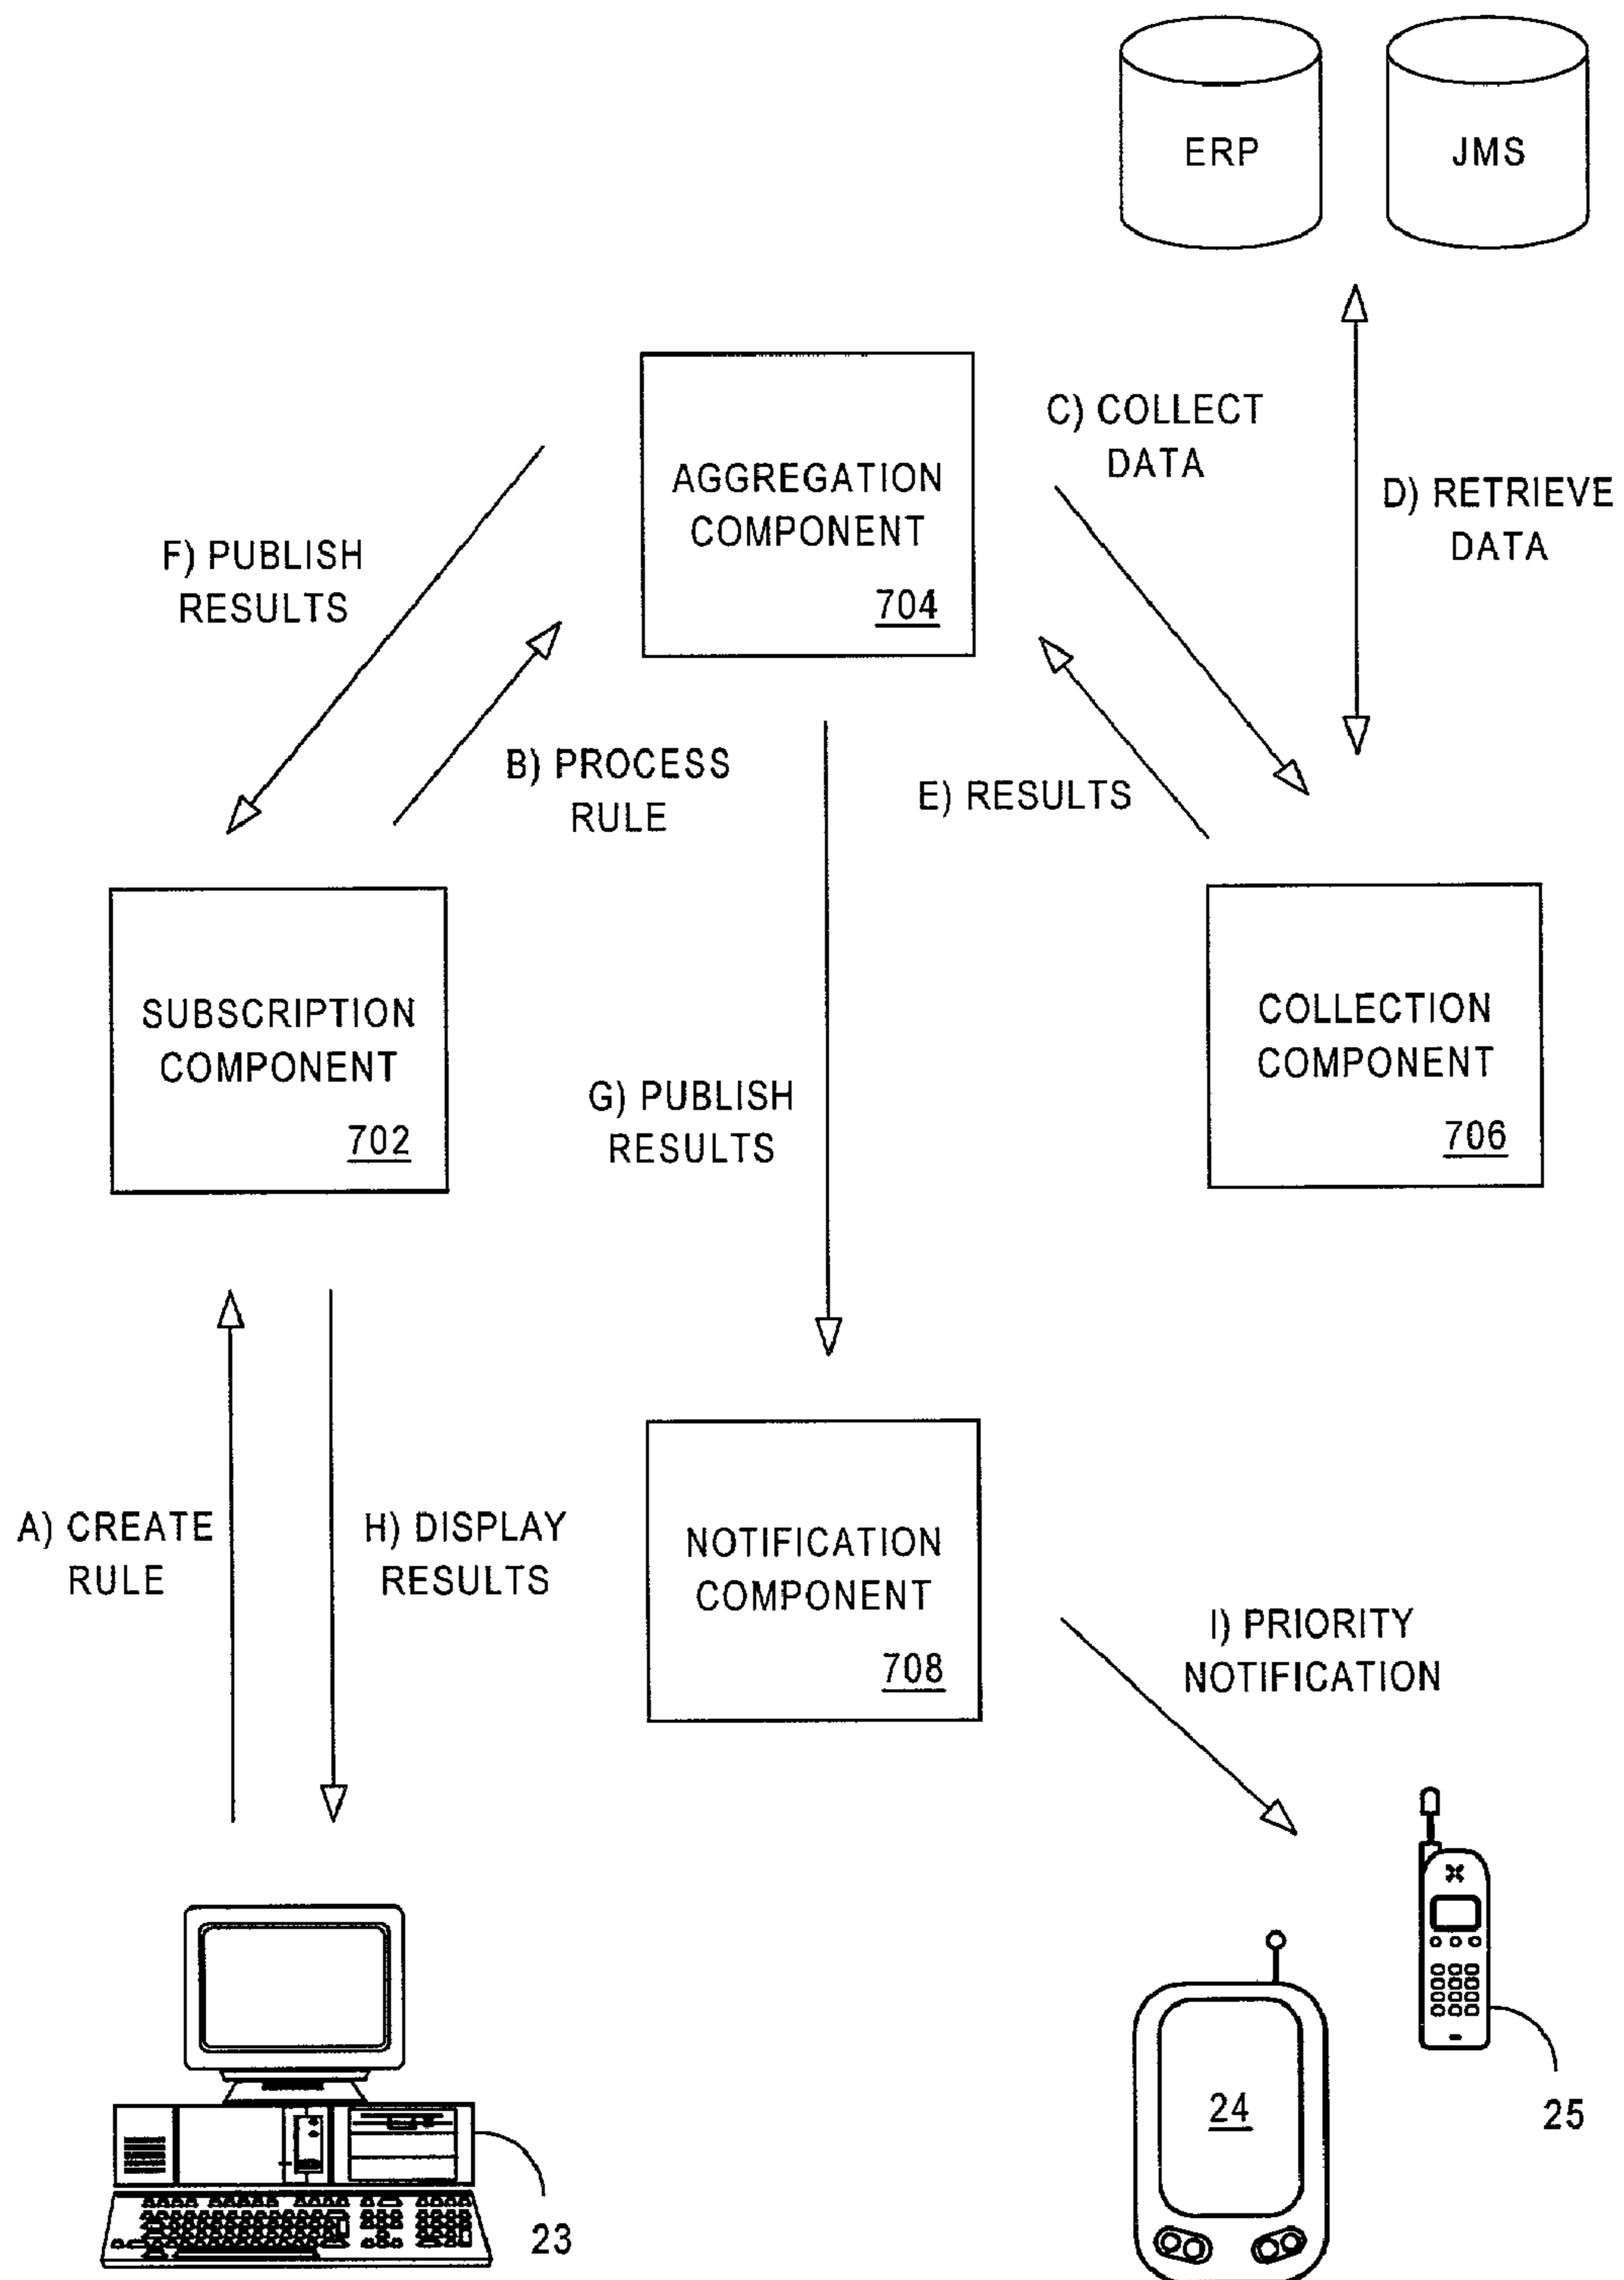 ERP
JMS
C) COLLECT
DATA
D) RETRIEVE
DATA
AGGREGATION
COMPONENT
704
F) PUBLISH
RESULTS
B) PROCESS
RULE
E) RESULTS
SUBSCRIPTION
COMPONENT
702
COLLECTION
COMPONENT
706
G) PUBLISH
RESULTS
A) CREATE
RULE
H) DISPLAY
RESULTS
NOTIFICATION
COMPONENT
708
I) PRIORITY
NOTIFICATION
23
24
25